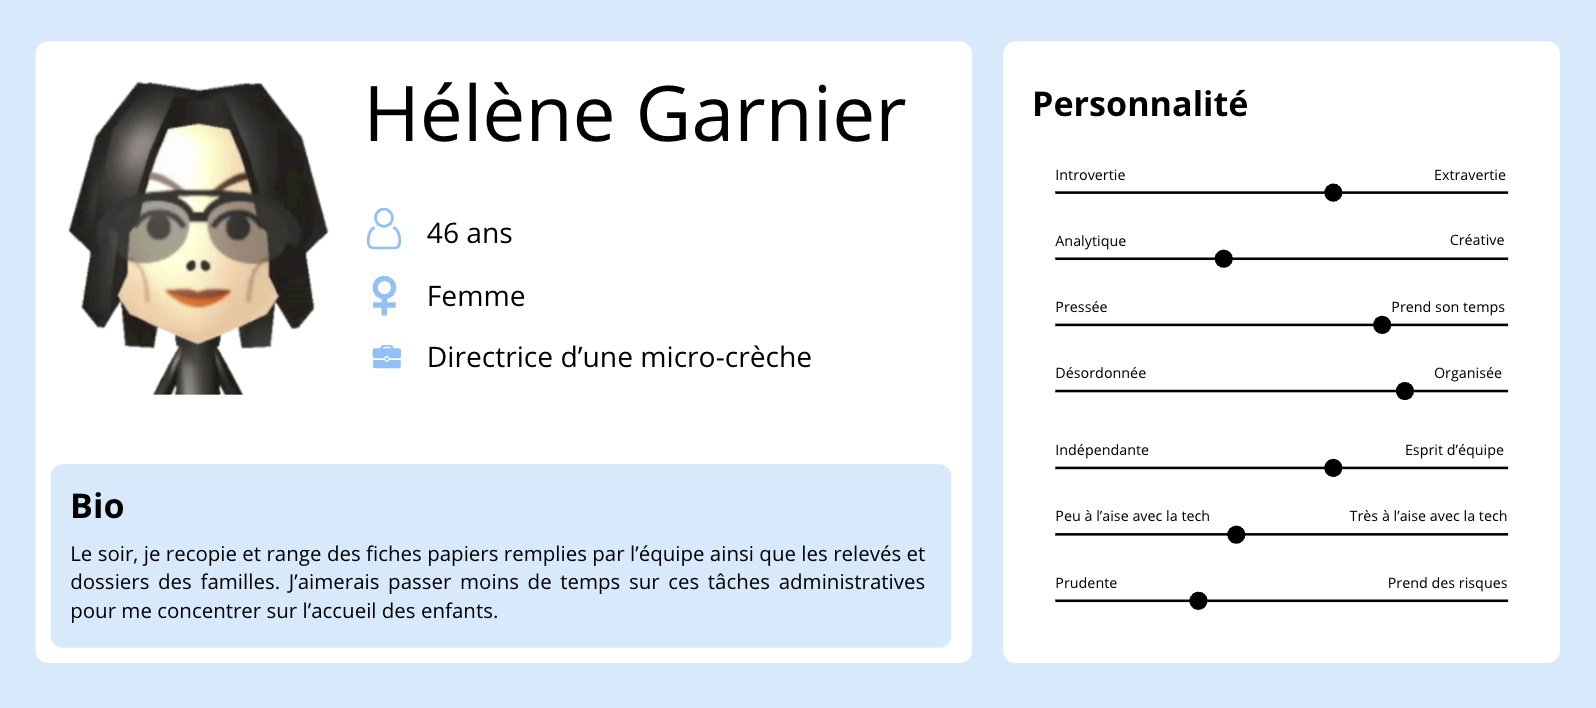 Hélène Garnier
46 ans
Femme
Directrice d’une micro-crèche
Bio
Le soir, je recopie et range des fiches papiers remplies par l’équipe ainsi que les relevés et
dossiers des familles. J’aimerais passer moins de temps sur ces tâches administratives
pour me concentrer sur l’accueil des enfants.
Personnalité
Introvertie Extravertie
Analytique Créative
Pressée Prend son temps
Désordonnée Organisée
Indépendante Esprit d’équipe
Peu à l’aise avec la tech Très à l’aise avec la tech
Prudente Prend des risques